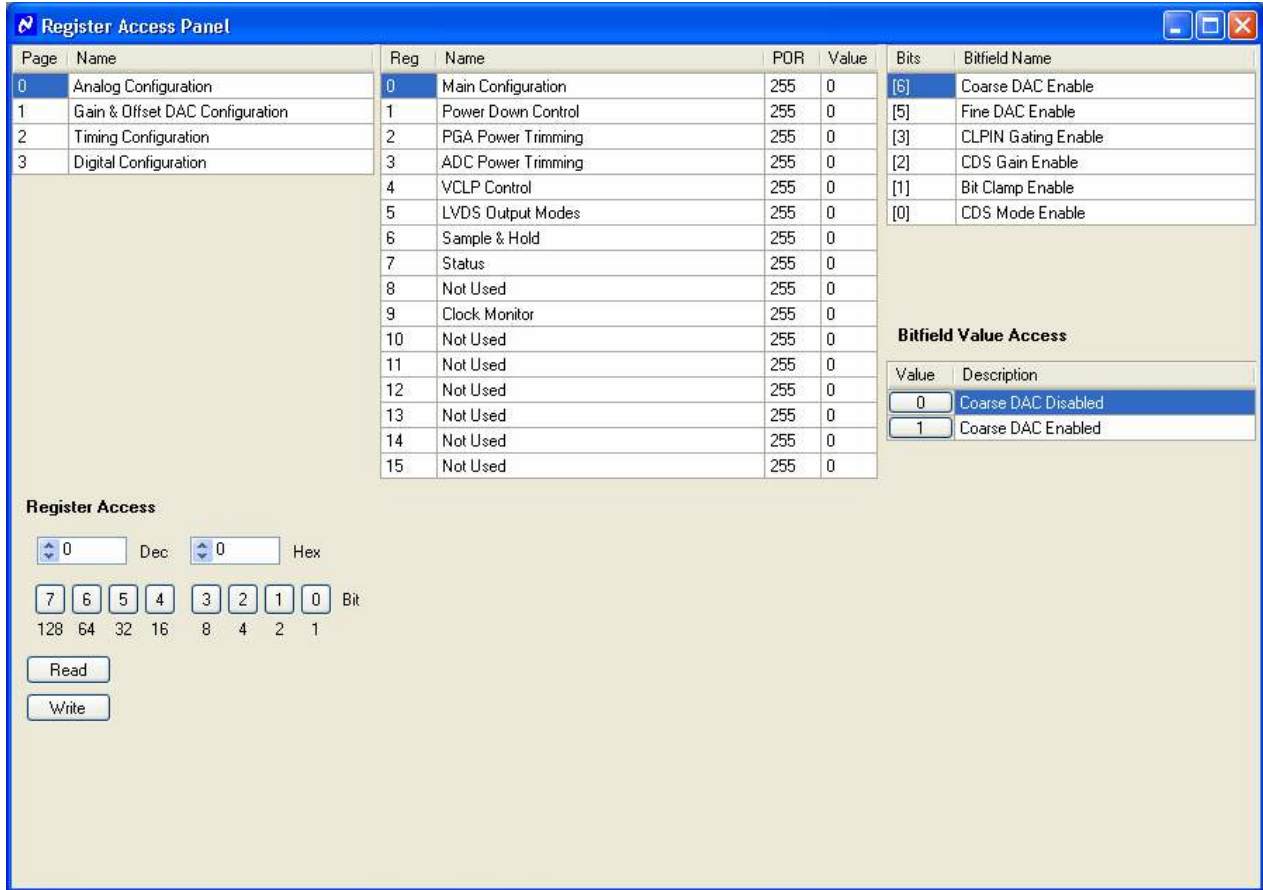 Register Access Panel
Page Name
0 Analog Configuration
1 Gain & Offset DAC Configuration
2 Timing Configuration
3 Digital Configuration
Reg Name POR Value
0 Main Configuration 255 0
1 Power Down Control 255 0
2 PGA Power Trimming 255 0
3 ADC Power Trimming 255 0
4 VCLP Control 255 0
5 LVDS Output Modes 255 0
6 Sample & Hold 255 0
7 Status 255 0
8 Not Used 255 0
9 Clock Monitor 255 0
10 Not Used 255 0
11 Not Used 255 0
12 Not Used 255 0
13 Not Used 255 0
14 Not Used 255 0
15 Not Used 255 0
Bits Bitfield Name
[6] Coarse DAC Enable
[5] Fine DAC Enable
[3] CLPIN Gating Enable
[2] CDS Gain Enable
[1] Bit Clamp Enable
[0] CDS Mode Enable
Bitfield Value Access
Value Description
0 Coarse DAC Disabled
1 Coarse DAC Enabled
Register Access
0 Dec 0 Hex
7 6 5 4 3 2 1 0 Bit
128 64 32 16 8 4 2 1
Read
Write